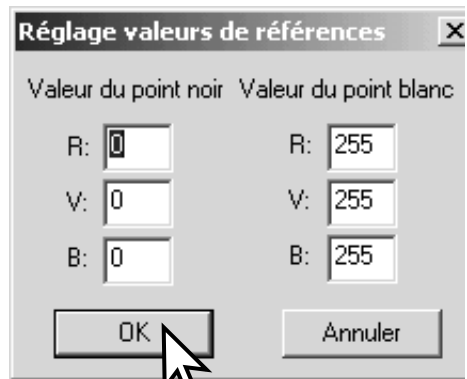 Réglage valeurs de références
Valeur du point noir Valeur du point blanc
R: 0 R: 255
V: 0 V: 255
B: 0 B: 255
OK Annuler